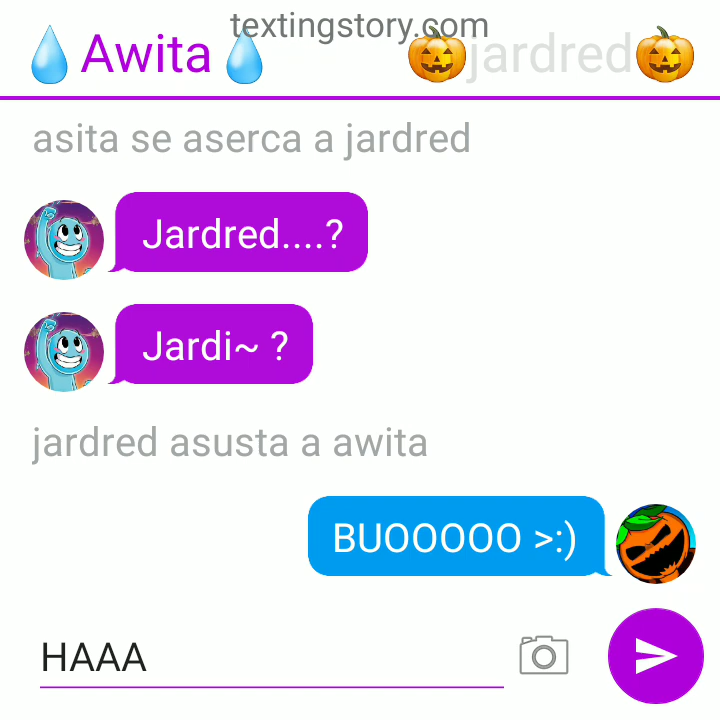 textingstory.com
💧Awita💧
🎃jardred🎃
asita se aserca a jardred
Jardred....?
Jardi~ ?
jardred asusta a awita
BUOOOOO >:)
HAAA